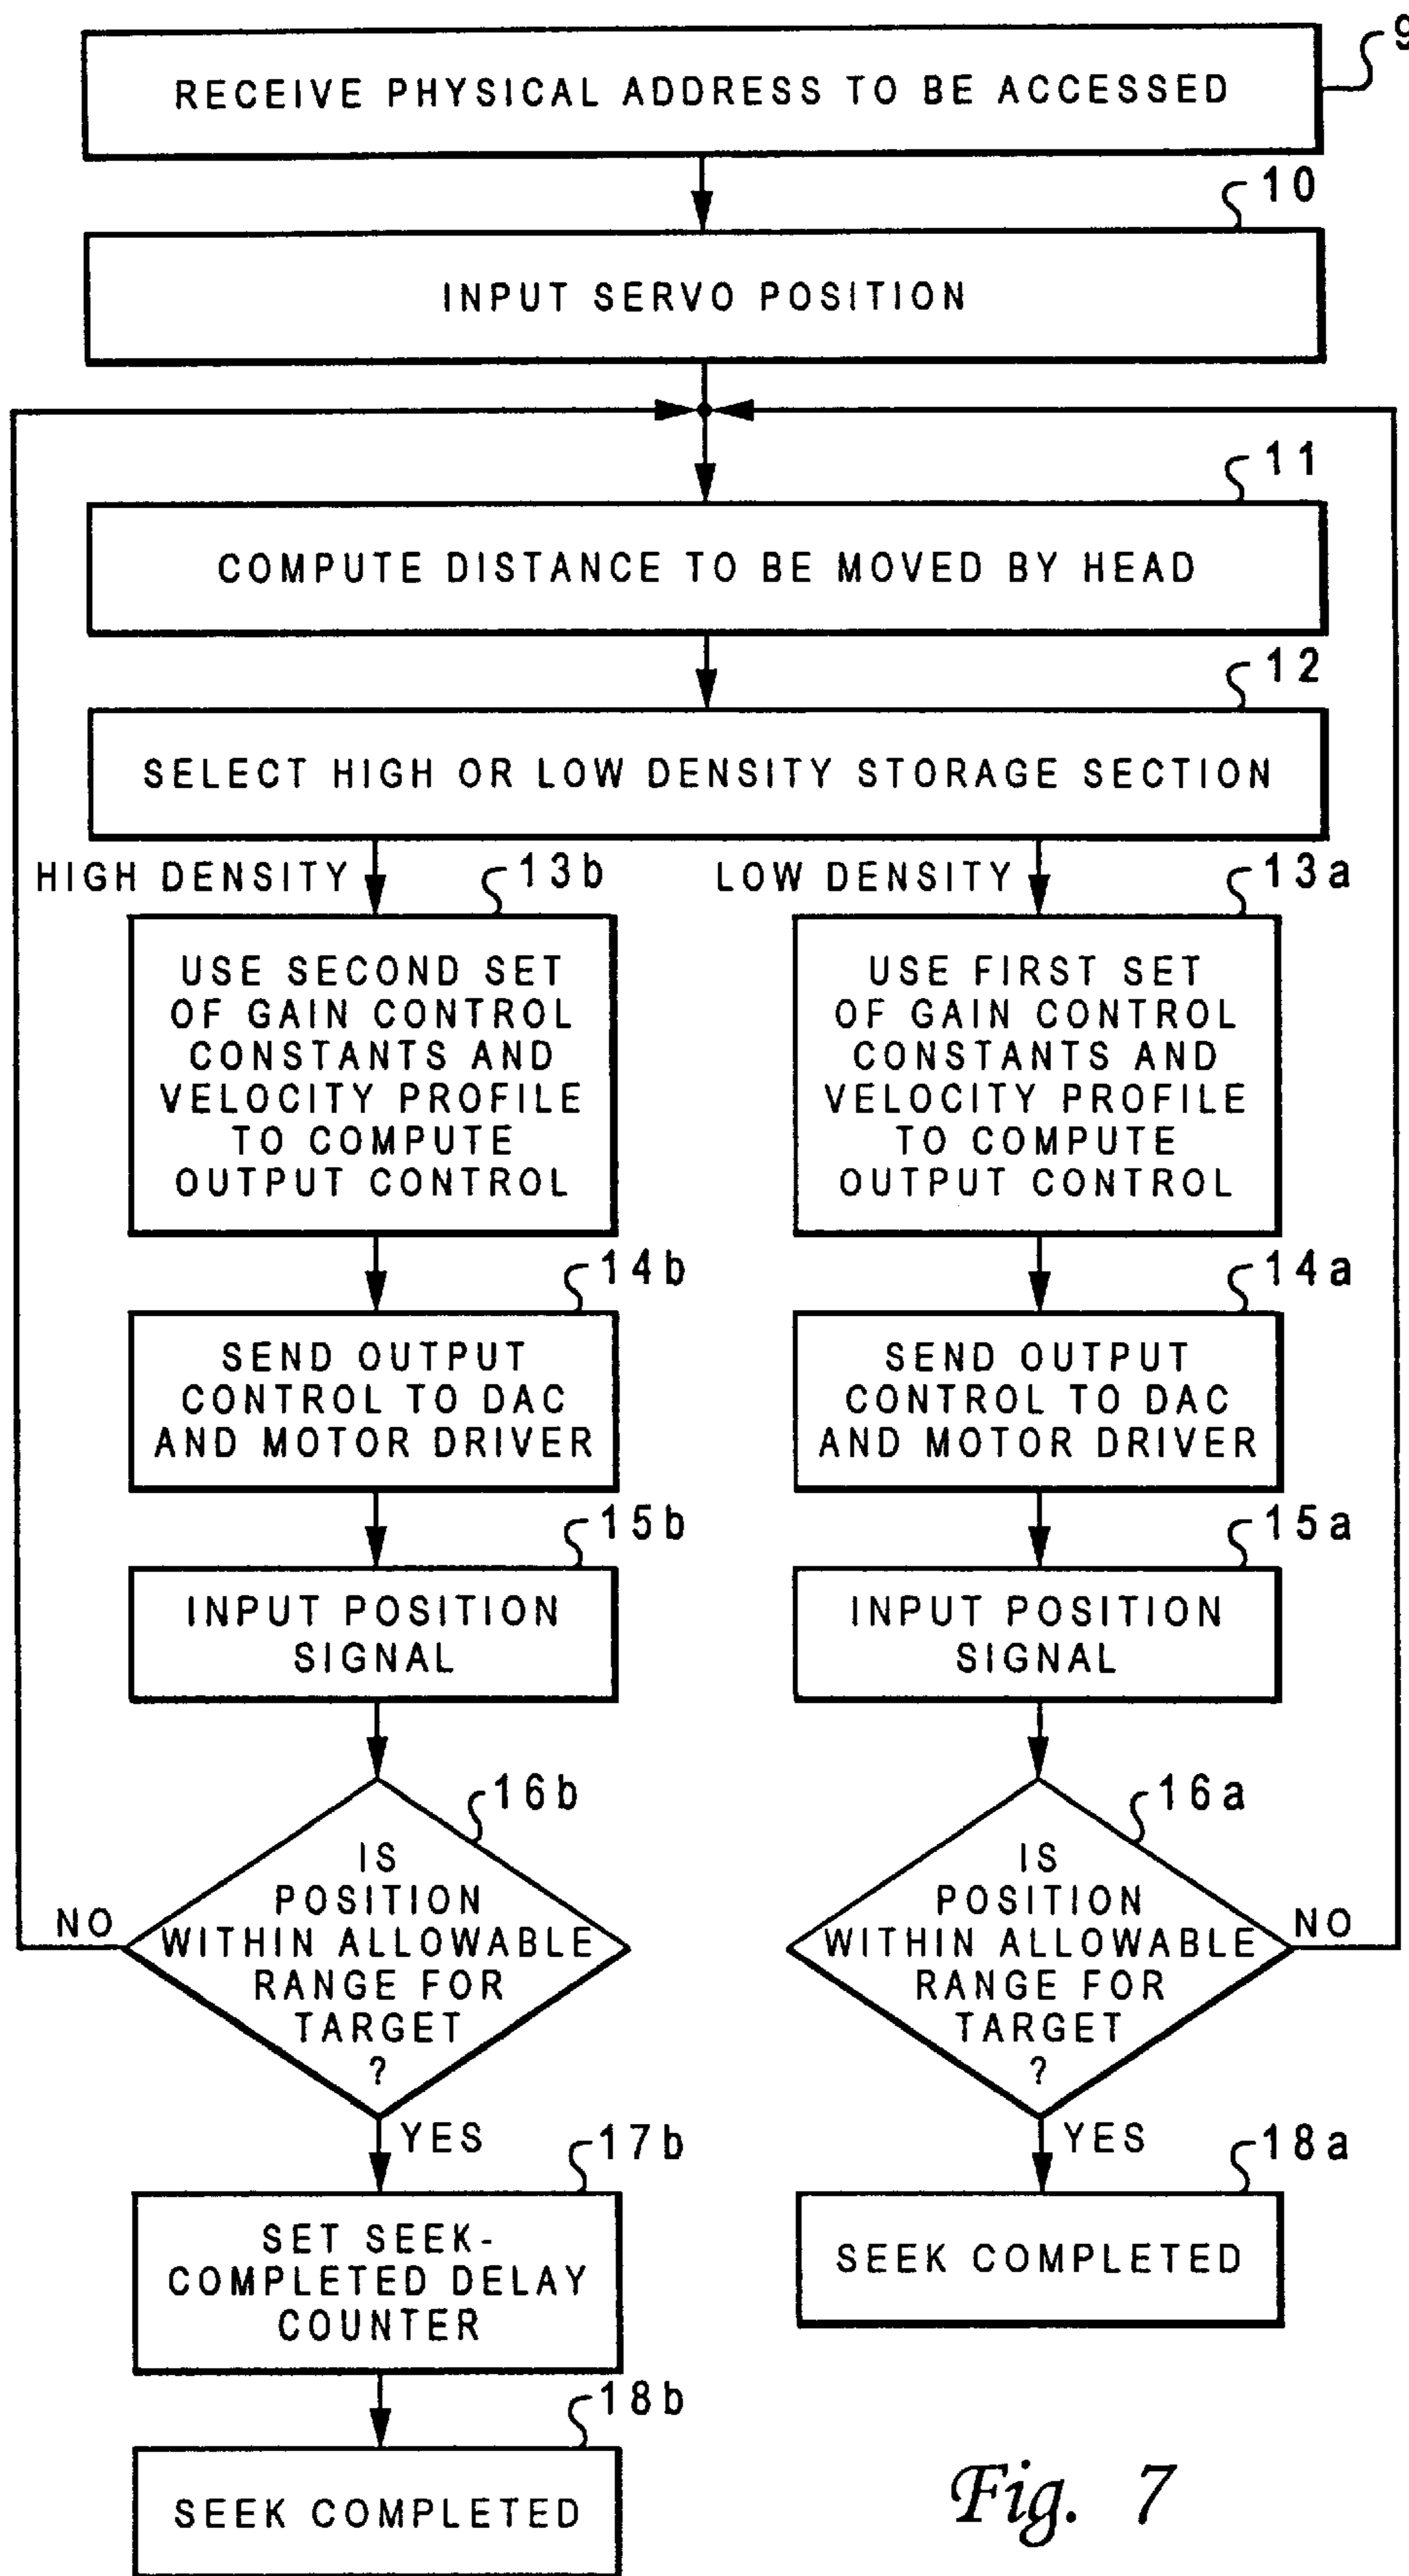 9
RECEIVE PHYSICAL ADDRESS TO BE ACCESSED
10
INPUT SERVO POSITION
11
COMPUTE DISTANCE TO BE MOVED BY HEAD
12
SELECT HIGH OR LOW DENSITY STORAGE SECTION
HIGH DENSITY
13b
USE SECOND SET
OF GAIN CONTROL
CONSTANTS AND
VELOCITY PROFILE
TO COMPUTE
OUTPUT CONTROL
14b
SEND OUTPUT
CONTROL TO DAC
AND MOTOR DRIVER
15b
INPUT POSITION
SIGNAL
16b
IS
POSITION
WITHIN ALLOWABLE
RANGE FOR
TARGET
?
NO
YES
17b
SET SEEK-
COMPLETED DELAY
COUNTER
18b
SEEK COMPLETED
LOW DENSITY
13a
USE FIRST SET
OF GAIN CONTROL
CONSTANTS AND
VELOCITY PROFILE
TO COMPUTE
OUTPUT CONTROL
14a
SEND OUTPUT
CONTROL TO DAC
AND MOTOR DRIVER
15a
INPUT POSITION
SIGNAL
16a
IS
POSITION
WITHIN ALLOWABLE
RANGE FOR
TARGET
?
NO
YES
18a
SEEK COMPLETED
Fig. 7